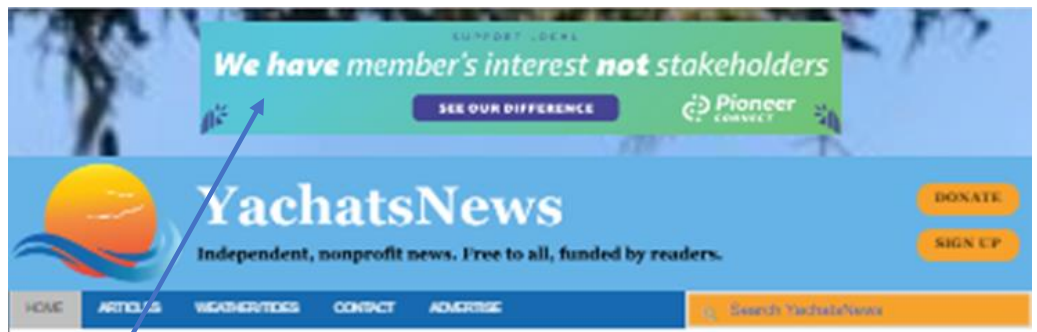 SUPPORT LOCAL
We have member's interest not stakeholders
SEE OUR DIFFERENCE
Pioneer
CONNECT
YachatsNews
DONATE
Independent, nonprofit news. Free to all, funded by readers.
SIGN UP
HOME ARTICLES WEATHER/TIDES CONTACT ADVERTISE Search YachatsNews